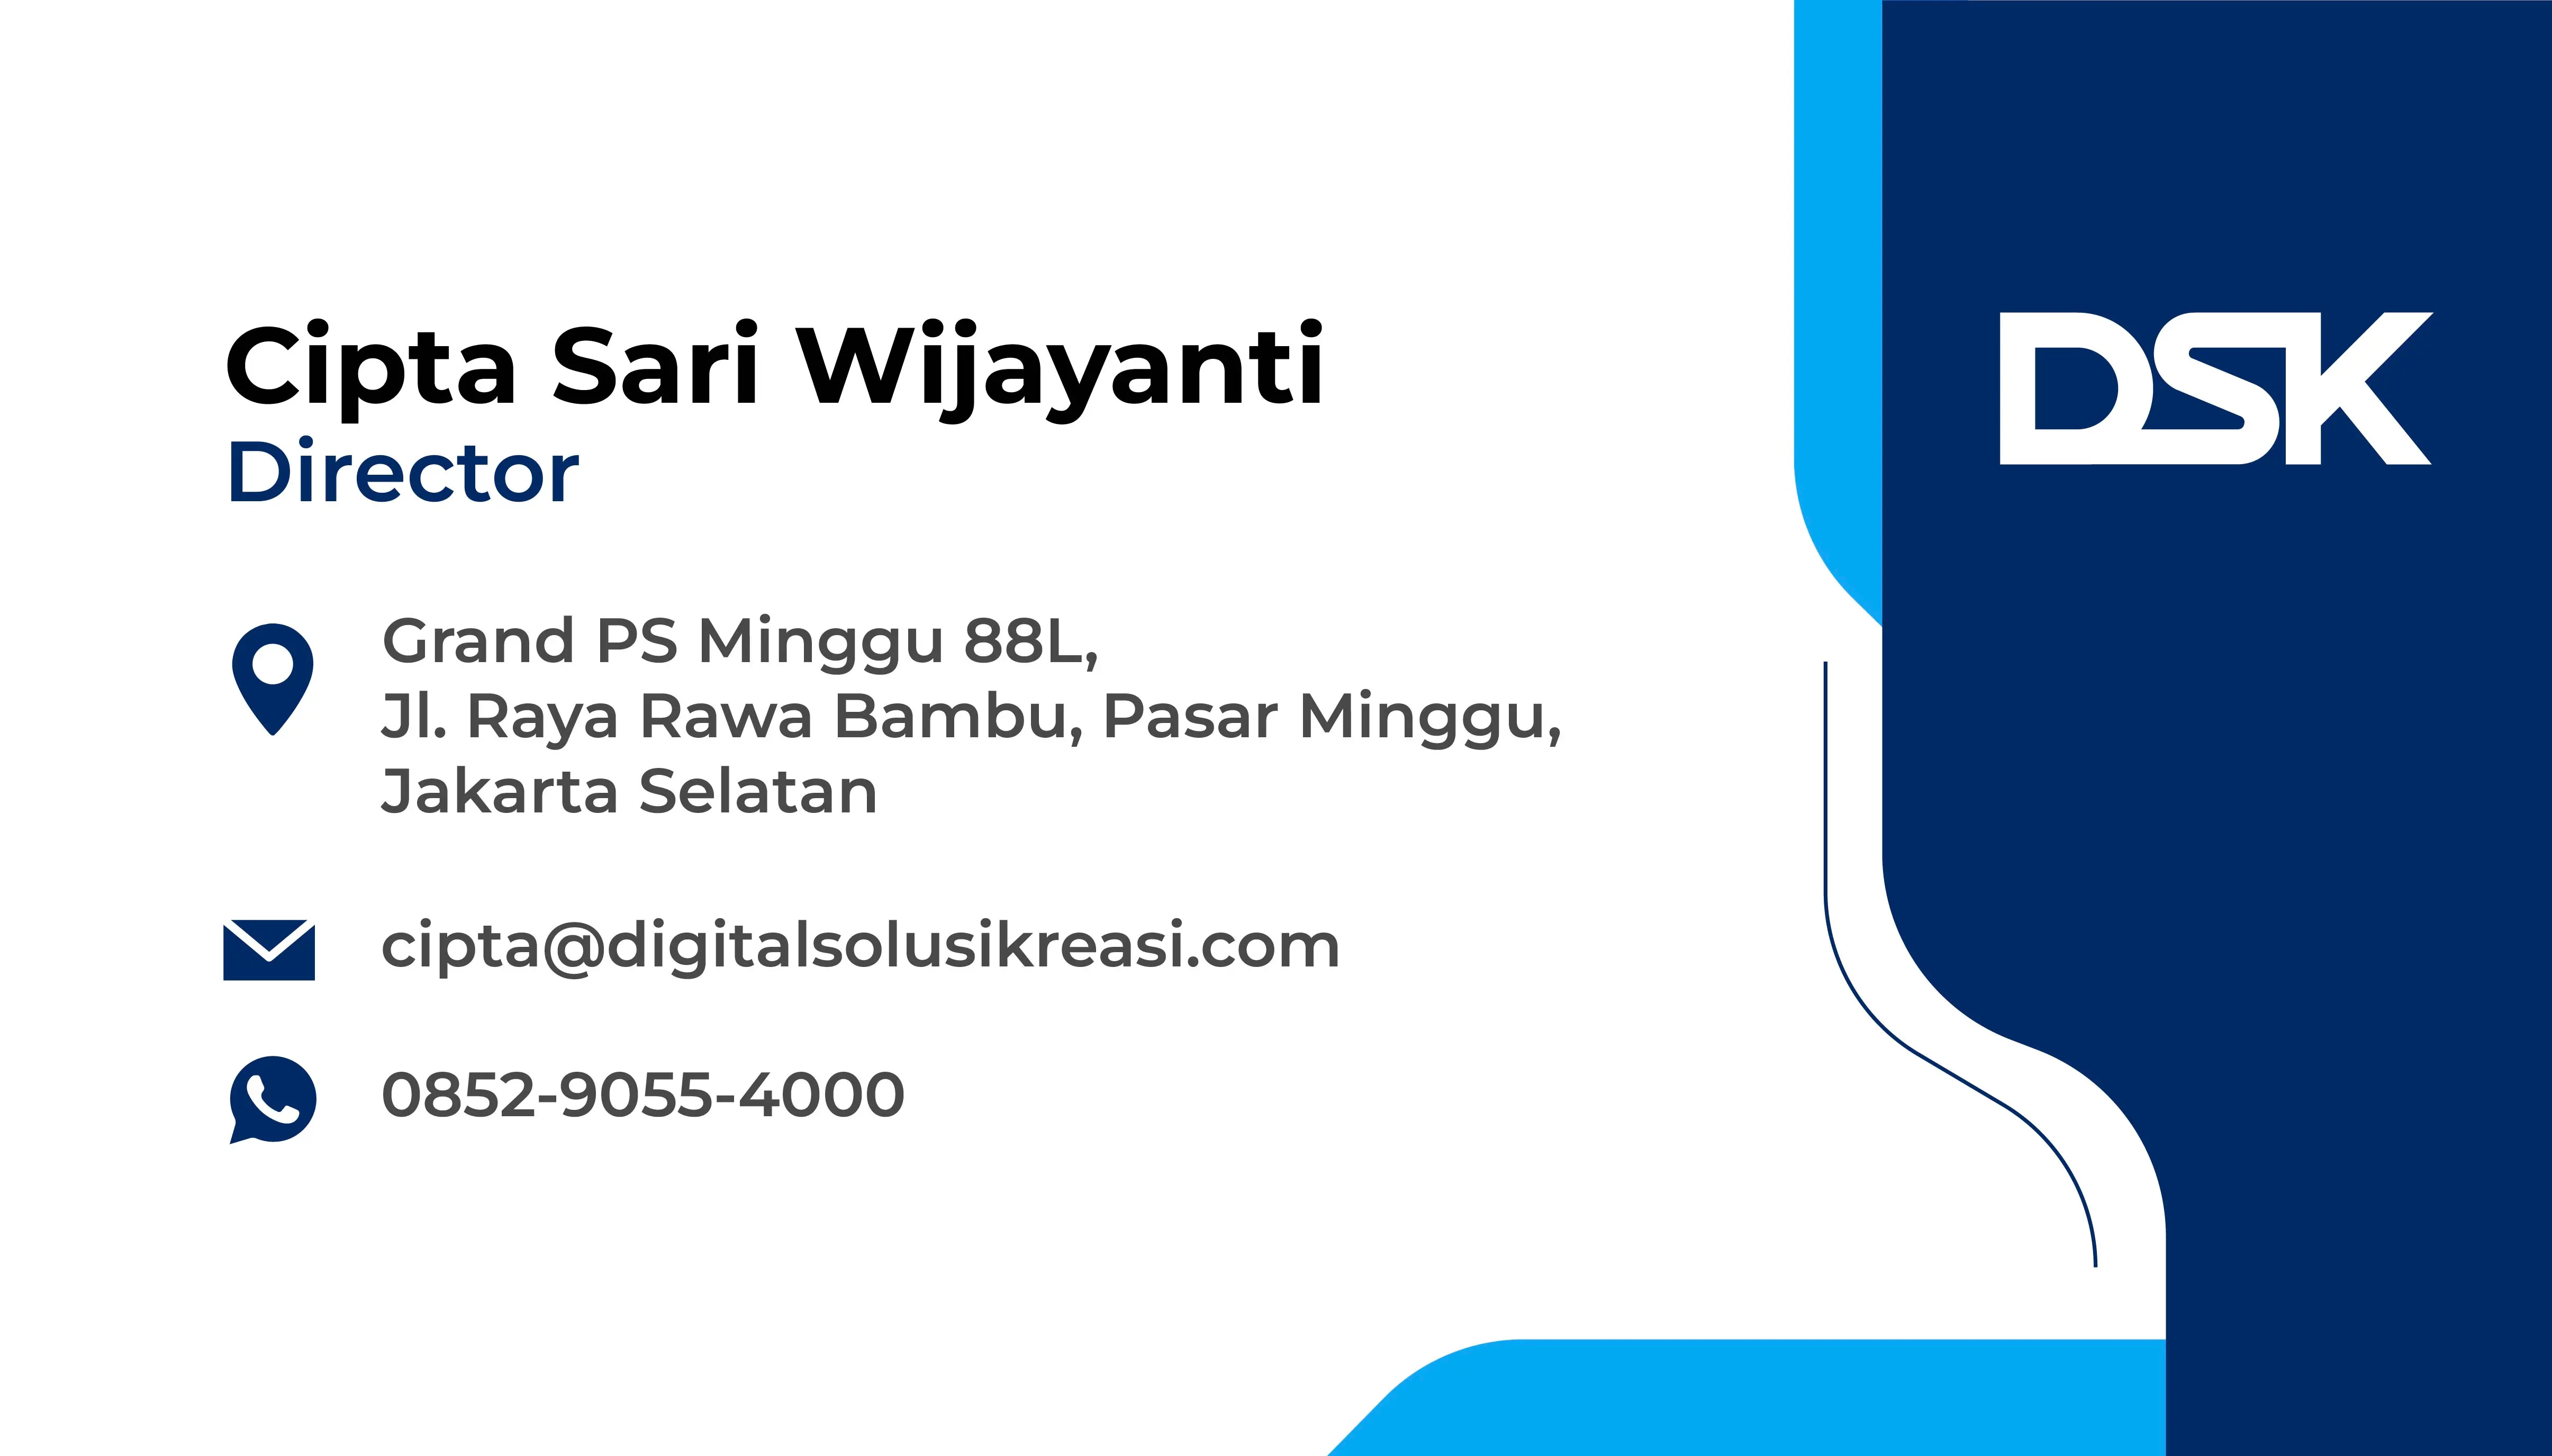 Cipta Sari Wijayanti
Director
Grand PS Minggu 88L,
Jl. Raya Rawa Bambu, Pasar Minggu,
Jakarta Selatan
cipta@digitalsolusikreasi.com
0852-9055-4000
DSK